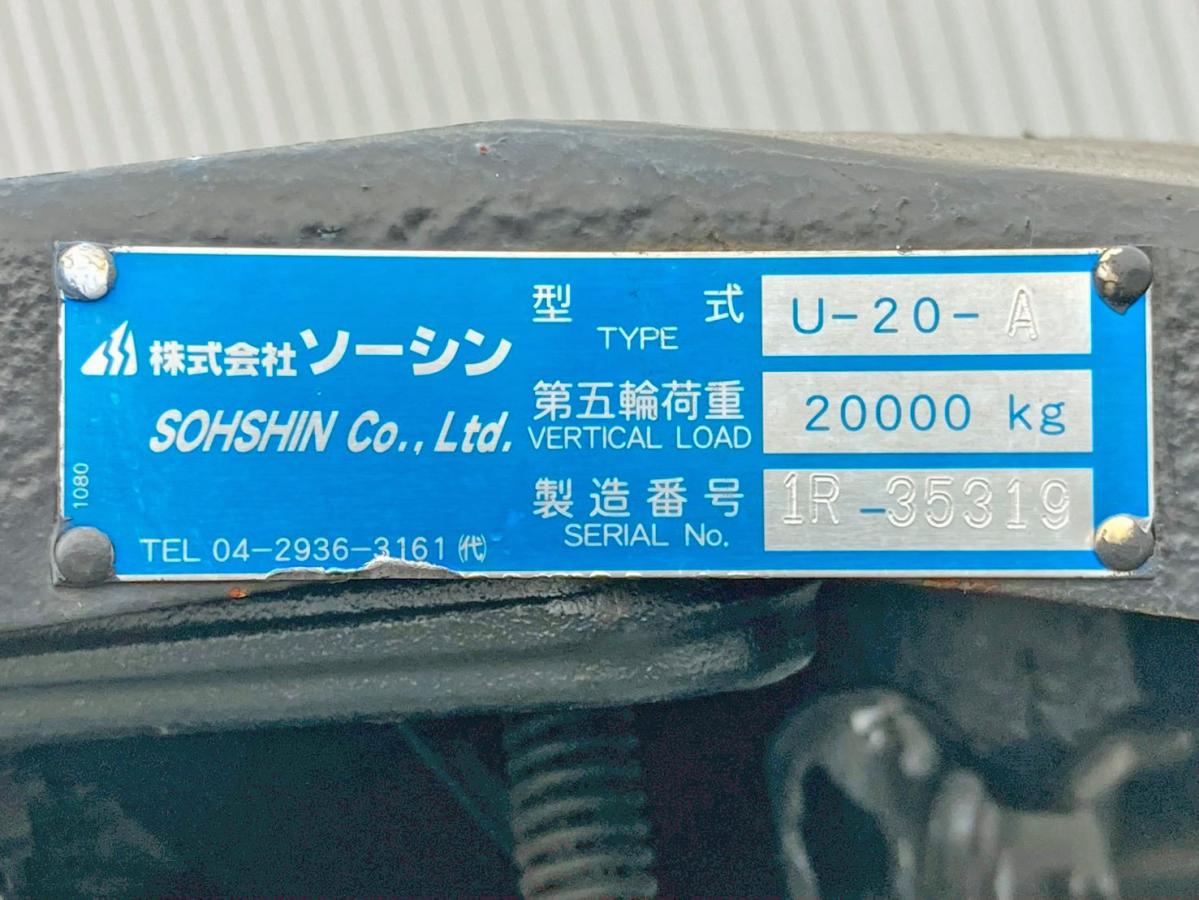 株式会社ソーシン
SOHSHIN Co., Ltd.
1080
TEL 04-2936-3161 ㈹
型式
TYPE
U-20-A
第五輪荷重
VERTICAL LOAD
20000 kg
製造番号
SERIAL No.
1R-35319